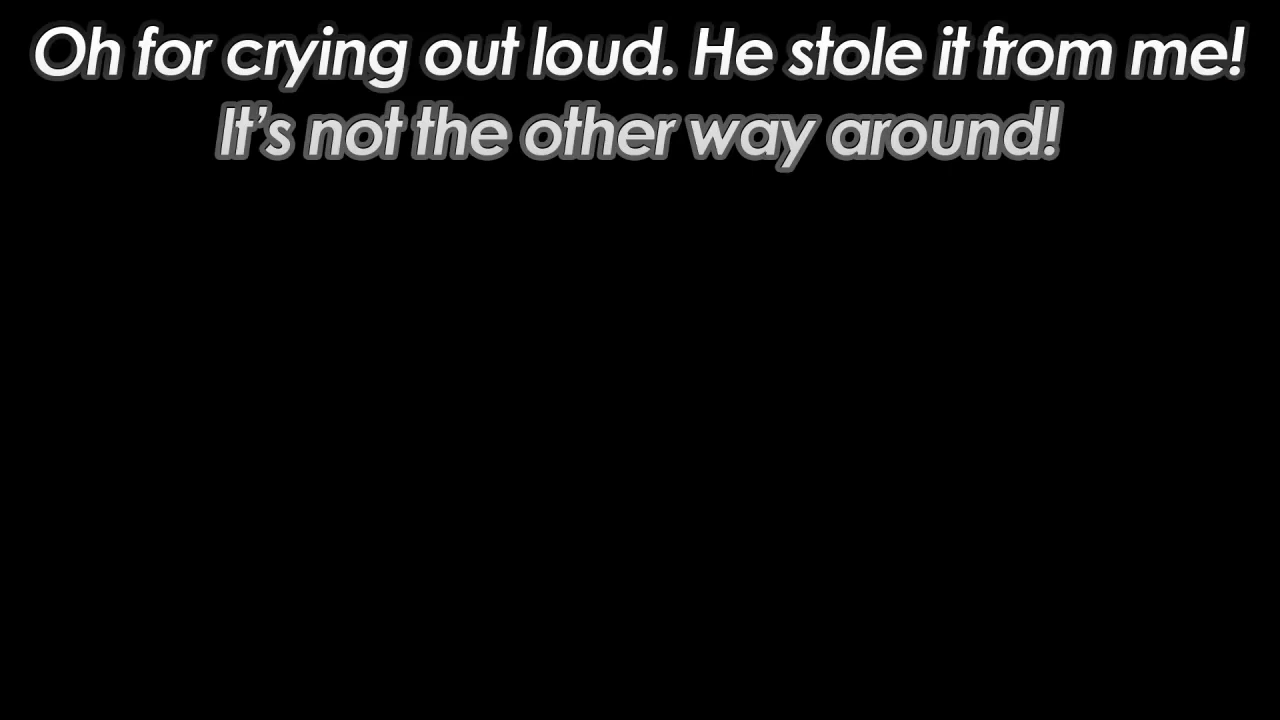 Oh for crying out loud. He stole it from me!
It’s not the other way around!